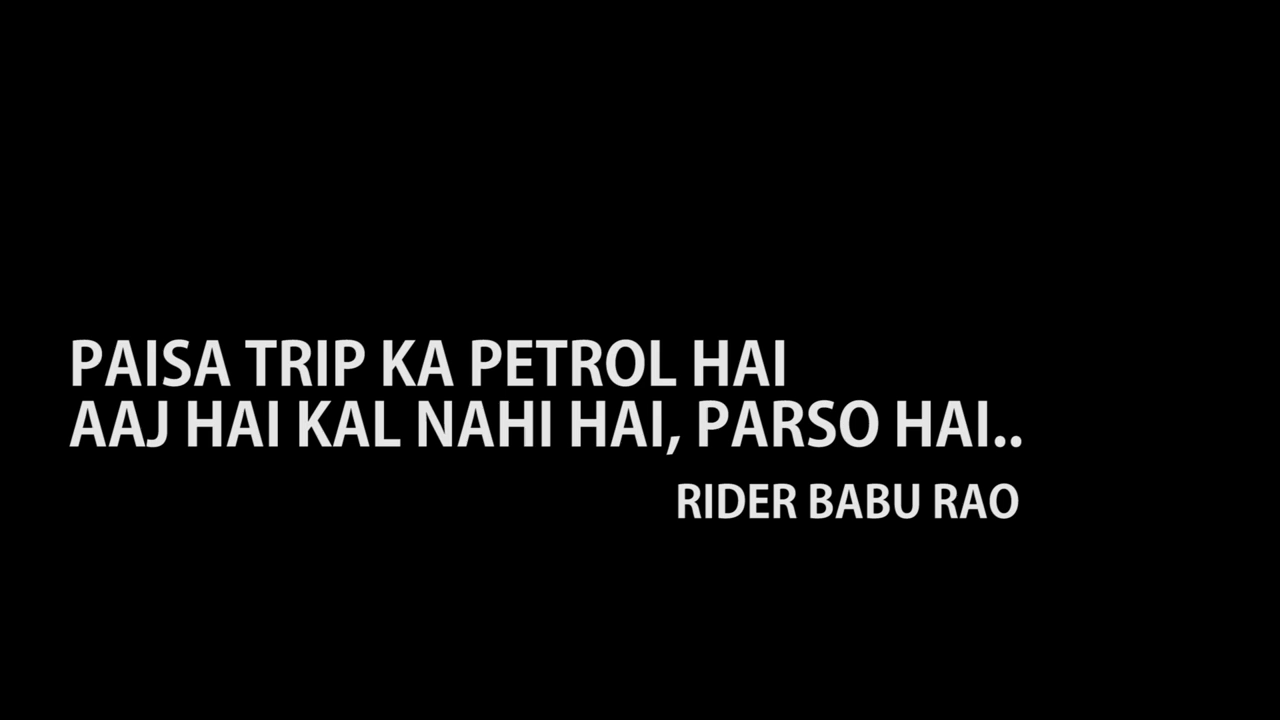 PAISA TRIP KA PETROL HAI
AAJ HAI KAL NAHI HAI, PARSO HAI..
RIDER BABU RAO